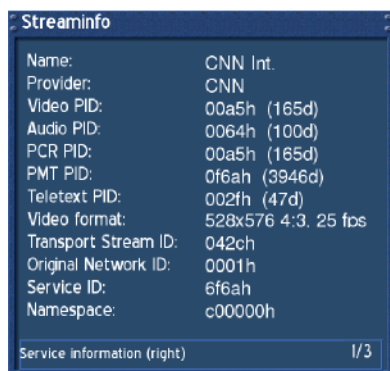 Streaminfo
Name: CNN Int.
Provider: CNN
Video PID: 00a5h (165d)
Audio PID: 0064h (100d)
PCR PID: 00a5h (165d)
PMT PID: 0f6ah (3946d)
Teletext PID: 002fh (47d)
Video format: 528x576 4:3, 25 fps
Transport Stream ID: 042ch
Original Network ID: 0001h
Service ID: 6f6ah
Namespace: c00000h
Service information (right) 1/3